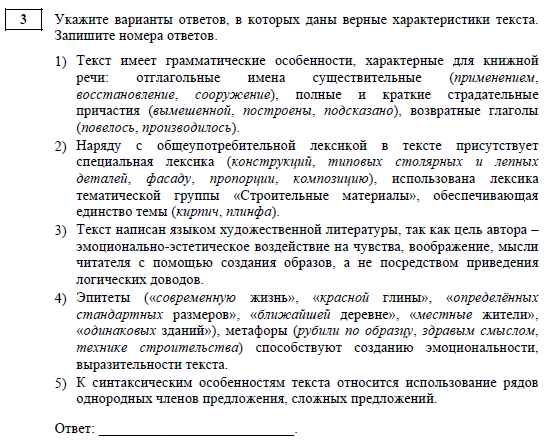 3
Укажите варианты ответов, в которых даны верные характеристики текста.
Запишите номера ответов.
1) Текст имеет грамматические особенности, характерные для книжной
речи: отглагольные имена существительные (применением,
восстановление, сооружение), полные и краткие страдательные
причастия (вымешенной, построены, подсказано), возвратные глаголы
(повелось, производилось).
2) Наряду с общеупотребительной лексикой в тексте присутствует
специальная лексика (конструкций, типовых столярных и лепных
деталей, фасаду, пропорции, композицию), использована лексика
тематической группы «Строительные материалы», обеспечивающая
единство темы (кирпич, плинфа).
3) Текст написан языком художественной литературы, так как цель автора –
эмоционально-эстетическое воздействие на чувства, воображение, мысли
читателя с помощью создания образов, а не посредством приведения
логических доводов.
4) Эпитеты («современную жизнь», «красной глины», «определённых
стандартных размеров», «ближайшей деревне», «местные жители»,
«одинаковых зданий»), метафоры (рубили по образцу, здравым смыслом,
технике строительства) способствуют созданию эмоциональности,
выразительности текста.
5) К синтаксическим особенностям текста относится использование рядов
однородных членов предложения, сложных предложений.
Ответ: ___________________________.